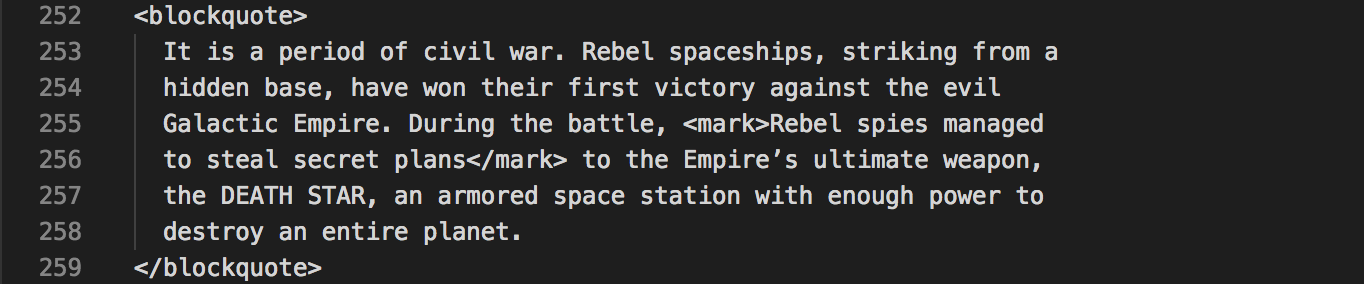 252 <blockquote>
253 It is a period of civil war. Rebel spaceships, striking from a
254 hidden base, have won their first victory against the evil
255 Galactic Empire. During the battle, <mark>Rebel spies managed
256 to steal secret plans</mark> to the Empire’s ultimate weapon,
257 the DEATH STAR, an armored space station with enough power to
258 destroy an entire planet.
259 </blockquote>